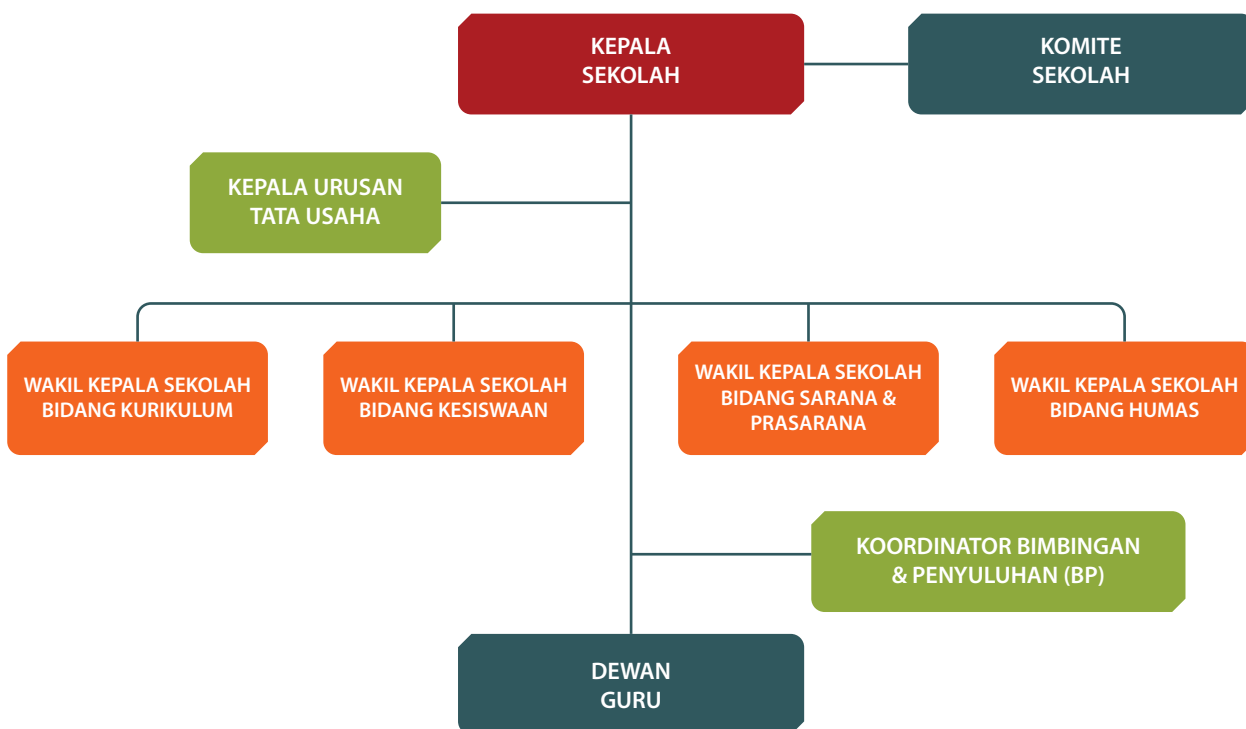 KEPALA
SEKOLAH
KOMITE
SEKOLAH
KEPALA URUSAN
TATA USAHA
WAKIL KEPALA SEKOLAH
BIDANG KURIKULUM
WAKIL KEPALA SEKOLAH
BIDANG KESISWAAN
WAKIL KEPALA SEKOLAH
BIDANG SARANA &
PRASARANA
WAKIL KEPALA SEKOLAH
BIDANG HUMAS
KOORDINATOR BIMBINGAN
& PENYULUHAN (BP)
DEWAN
GURU